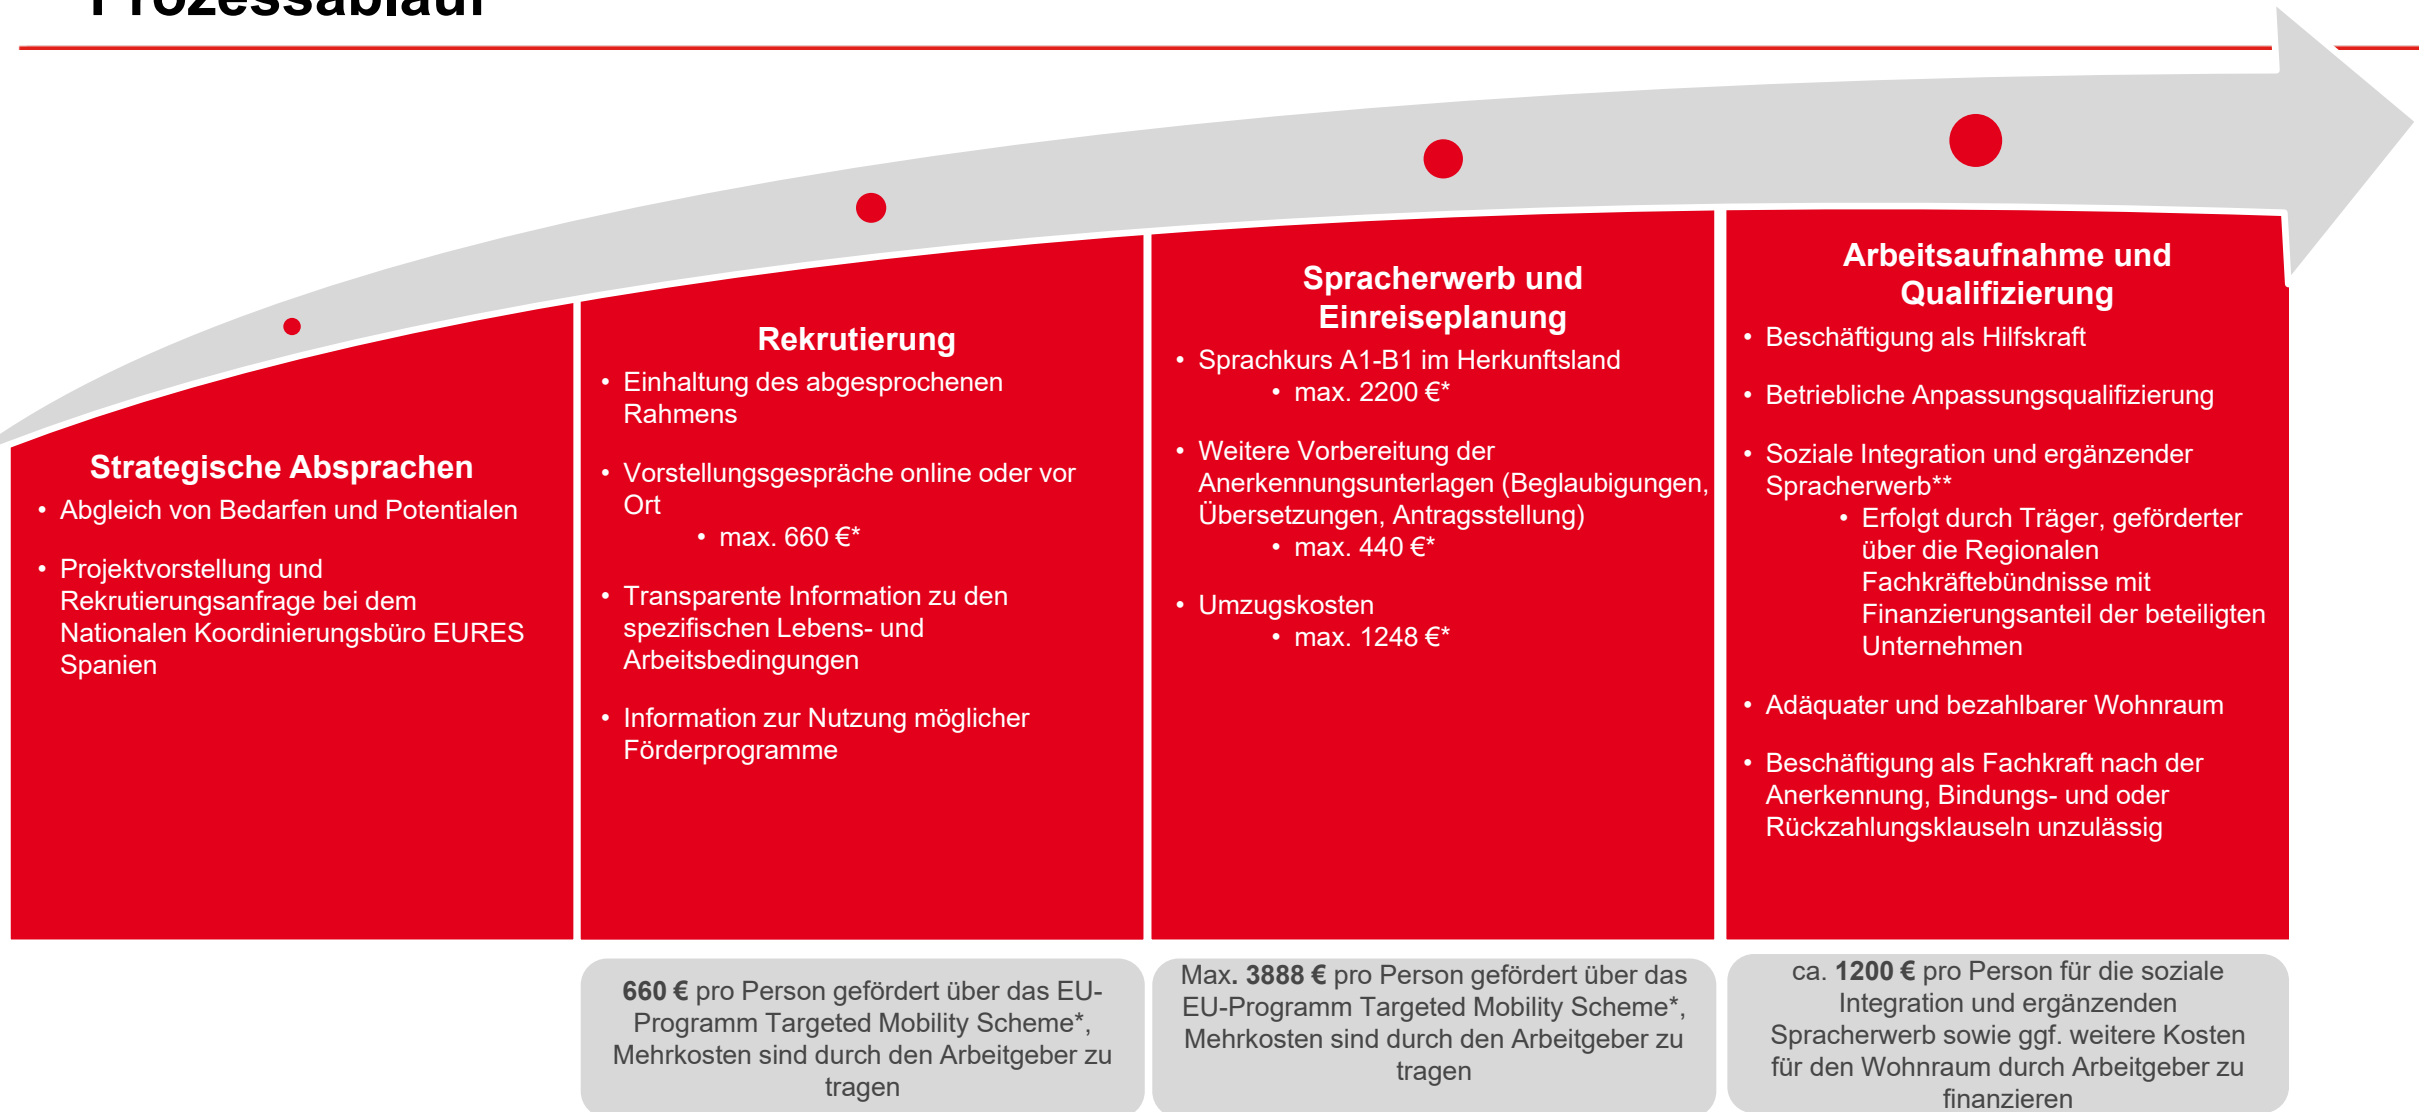 Prozessablauf
Strategische Absprachen
• Abgleich von Bedarfen und Potentialen
• Projektvorstellung und
Rekrutierungsanfrage bei dem
Nationalen Koordinierungsbüro EURES
Spanien
Rekrutierung
• Einhaltung des abgesprochenen
Rahmens
• Vorstellungsgespräche online oder vor
Ort
• max. 660 €*
• Transparente Information zu den
spezifischen Lebens- und
Arbeitsbedingungen
• Information zur Nutzung möglicher
Förderprogramme
Spracherwerb und
Einreiseplanung
• Sprachkurs A1-B1 im Herkunftsland
• max. 2200 €*
• Weitere Vorbereitung der
Anerkennungsunterlagen (Beglaubigungen,
Übersetzungen, Antragsstellung)
• max. 440 €*
• Umzugskosten
• max. 1248 €*
Arbeitsaufnahme und
Qualifizierung
• Beschäftigung als Hilfskraft
• Betriebliche Anpassungsqualifizierung
• Soziale Integration und ergänzender
Spracherwerb**
• Erfolgt durch Träger, geförderter
über die Regionalen
Fachkräftebündnisse mit
Finanzierungsanteil der beteiligten
Unternehmen
• Adäquater und bezahlbarer Wohnraum
• Beschäftigung als Fachkraft nach der
Anerkennung, Bindungs- und oder
Rückzahlungsklauseln unzulässig
660 € pro Person gefördert über das EU-
Programm Targeted Mobility Scheme*,
Mehrkosten sind durch den Arbeitgeber zu
tragen
Max. 3888 € pro Person gefördert über das
EU-Programm Targeted Mobility Scheme*,
Mehrkosten sind durch den Arbeitgeber zu
tragen
ca. 1200 € pro Person für die soziale
Integration und ergänzenden
Spracherwerb sowie ggf. weitere Kosten
für den Wohnraum durch Arbeitgeber zu
finanzieren